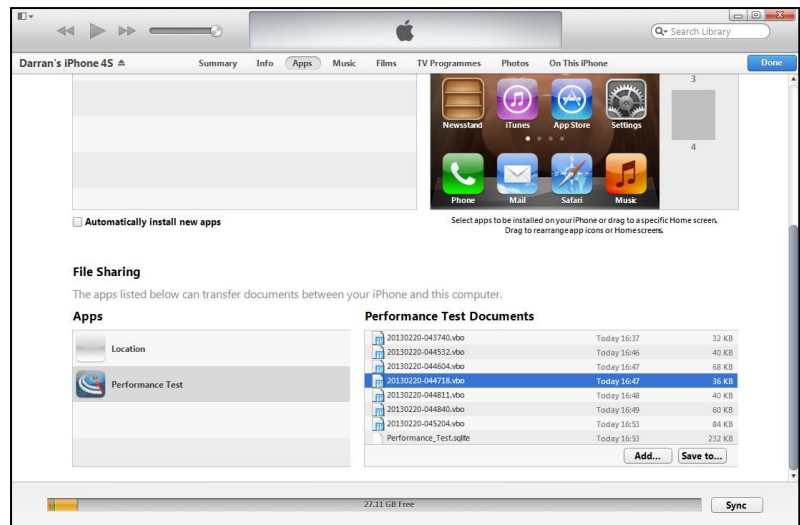 Search Library
Darran's iPhone 4S
Summary
Info
Apps
Music
Films
TV Programmes
Photos
On This iPhone
Done
Newsstand
iTunes
App Store
Settings
3
4
Phone
Mail
Safari
Music
Automatically install new apps
Select apps to be installed on your iPhone or drag to a specific Home screen.
Drag to rearrange app icons or Home screens.
File Sharing
The apps listed below can transfer documents between your iPhone and this computer.
Apps
Performance Test Documents
Location
Performance Test
20130220-043740.vbo Today 16:37 32 KB
20130220-044532.vbo Today 16:46 40 KB
20130220-044604.vbo Today 16:47 68 KB
20130220-044718.vbo Today 16:47 36 KB
20130220-044811.vbo Today 16:48 40 KB
20130220-044840.vbo Today 16:49 60 KB
20130220-045204.vbo Today 16:53 84 KB
Performance_Test.sqlite Today 16:53 232 KB
Add...
Save to...
27.11 GB Free
Sync